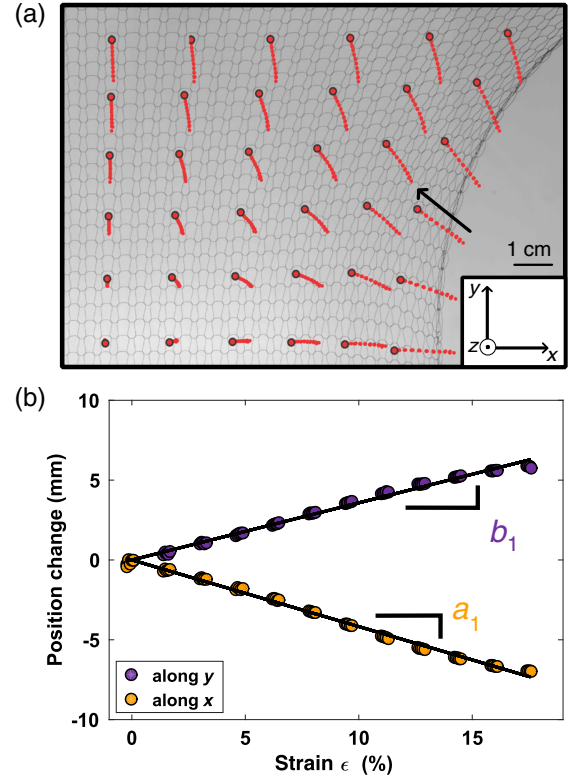 (a)
1 cm
y
z
x
(b)
10
5
0
-5
-10
Position change (mm)
b₁
a₁
along y
along x
0
5
10
15
Strain ϵ (%)